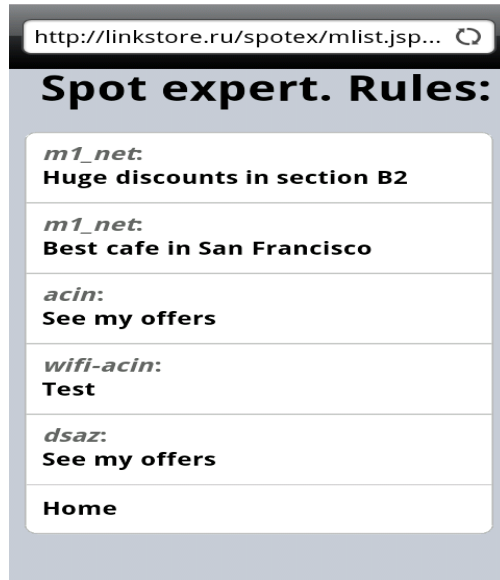 http://linkstore.ru/spotex/mlist.jsp...
Spot expert. Rules:
m1_net:
Huge discounts in section B2
m1_net:
Best cafe in San Francisco
acin:
See my offers
wifi-acin:
Test
dsaz:
See my offers
Home